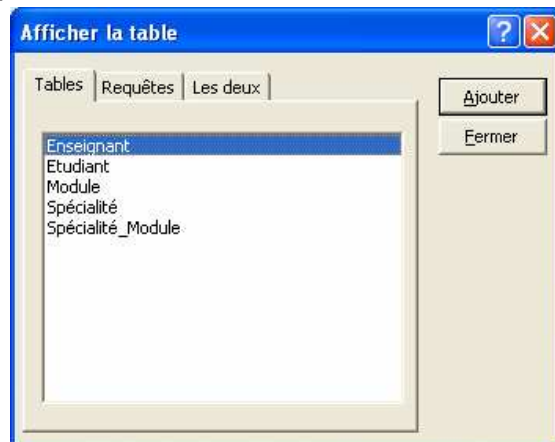 Afficher la table
Tables Requêtes Les deux
Ajouter
Fermer
Enseignant
Etudiant
Module
Spécialité
Spécialité_Module